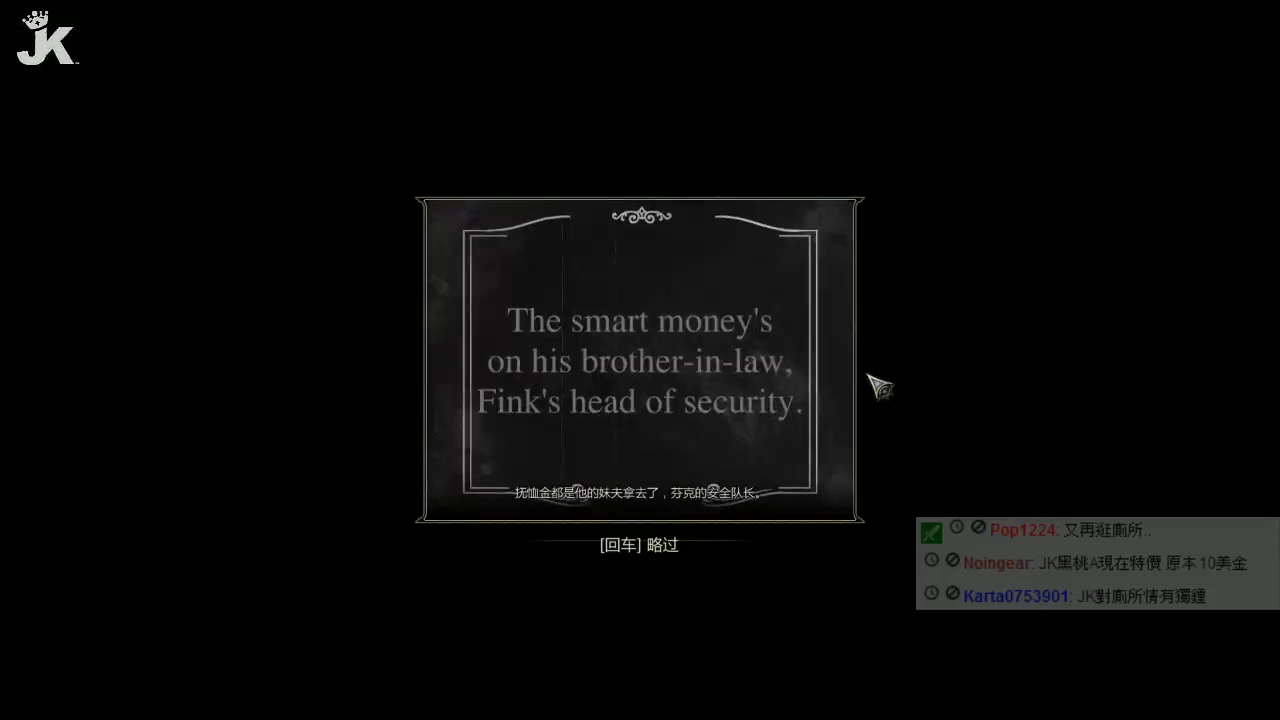 JK
The smart money's
on his brother-in-law,
Fink's head of security.
抚恤金都是他的妹夫拿去了，芬克的安全队长。
[回车] 略过
Pop1224: 又再逛廁所..
Noingear: JK黑桃A現在特價 原本10美金
Karta0753901: JK對廁所情有獨鍾